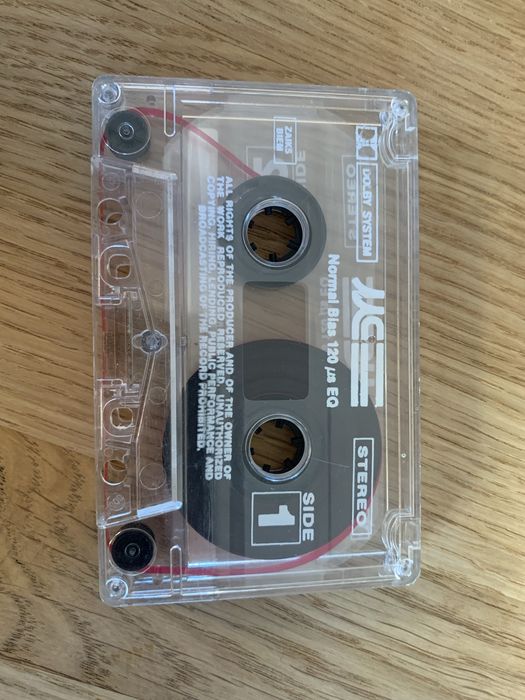 DOLBY SYSTEM
STEREO
Normal Bias 120 µs EQ
ZAIKS
BIEM
SIDE
1
ALL RIGHTS OF THE PRODUCER AND OF THE OWNER OF
THE WORK REPRODUCED RESERVED. UNAUTHORIZED
COPYING, HIRING, LENDING, PUBLIC PERFORMANCE AND
BROADCASTING OF THE RECORD PROHIBITED.